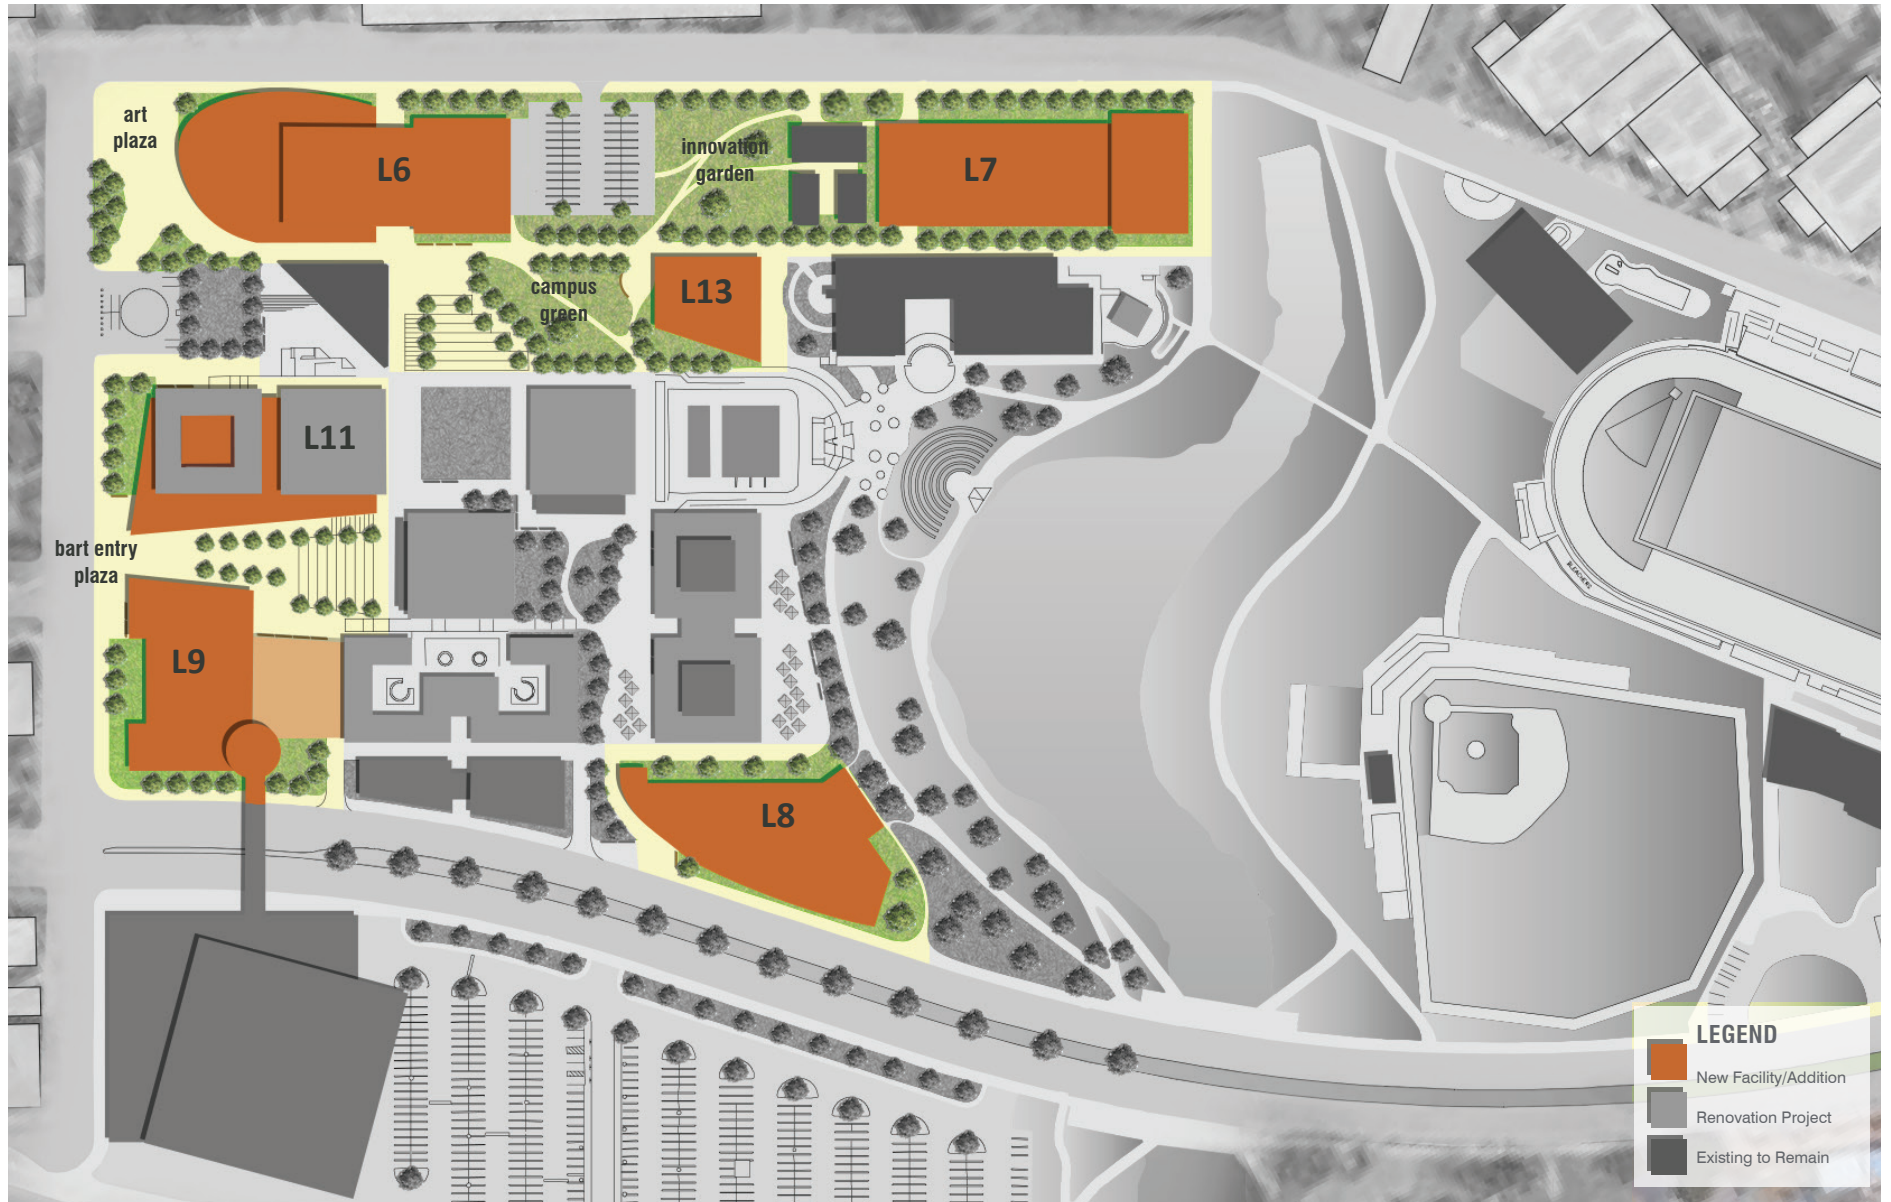 art
plaza
L6
innovation
garden
L7
campus
green
L13
L11
bart entry
plaza
L9
L8
BLEACHERS
LEGEND
New Facility/Addition
Renovation Project
Existing to Remain